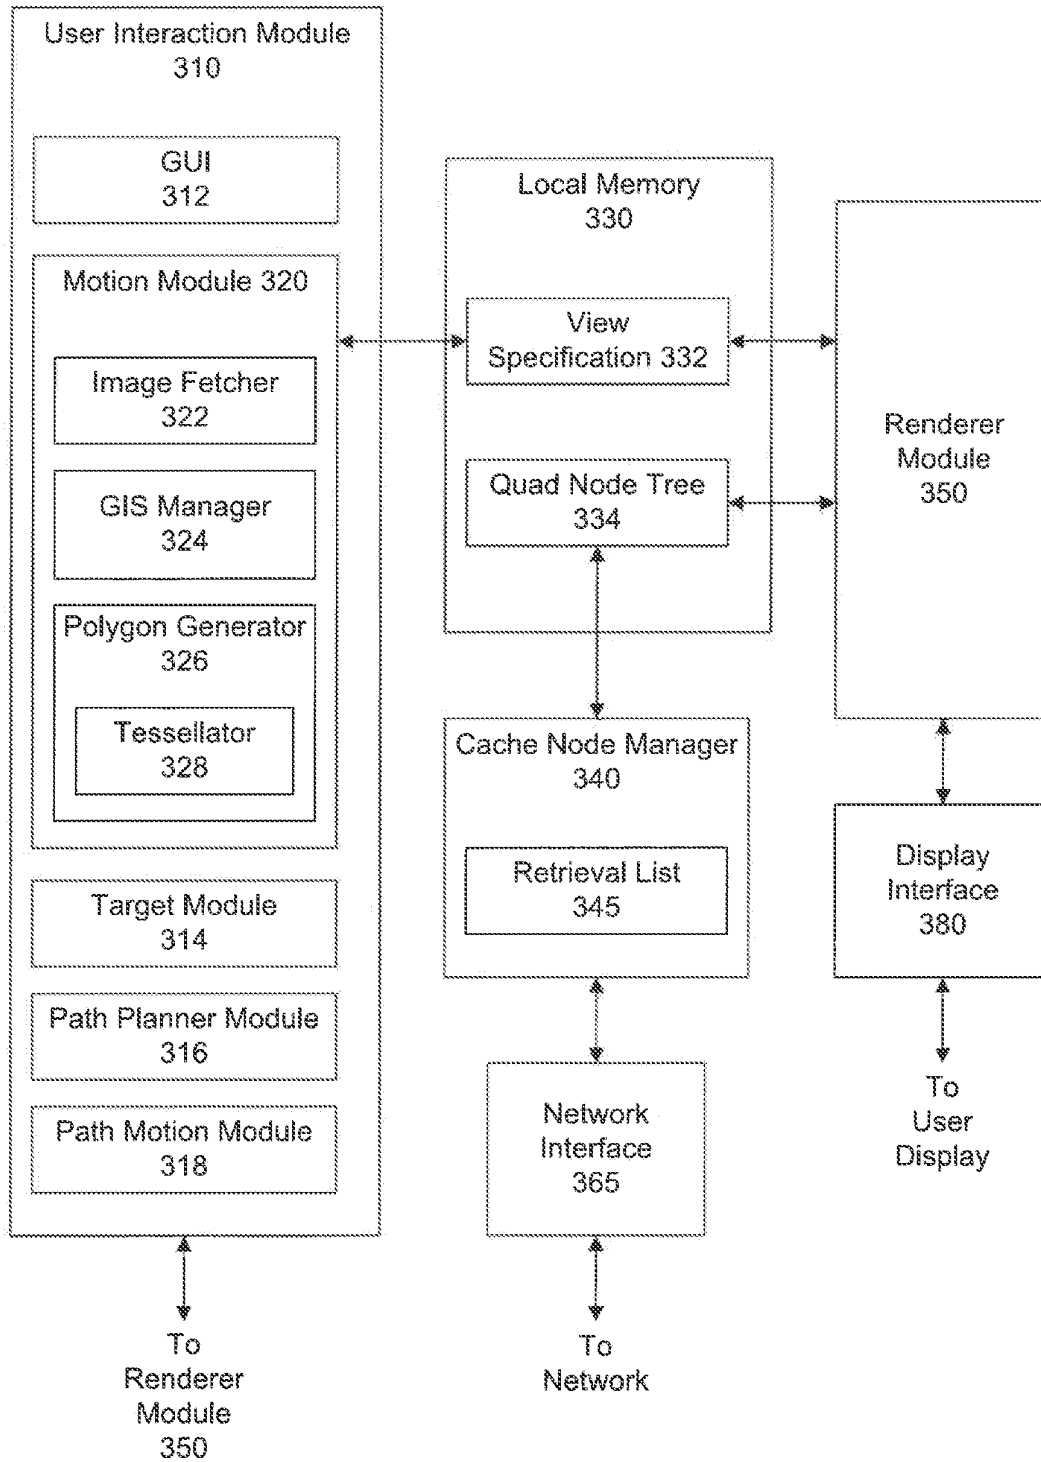 User Interaction Module
310
GUI
312
Motion Module 320
Image Fetcher
322
GIS Manager
324
Polygon Generator
326
Tessellator
328
Target Module
314
Path Planner Module
316
Path Motion Module
318
To
Renderer
Module
350
Local Memory
330
View
Specification 332
Quad Node Tree
334
Cache Node Manager
340
Retrieval List
345
Network
Interface
365
To
Network
Renderer
Module
350
Display
Interface
380
To
User
Display